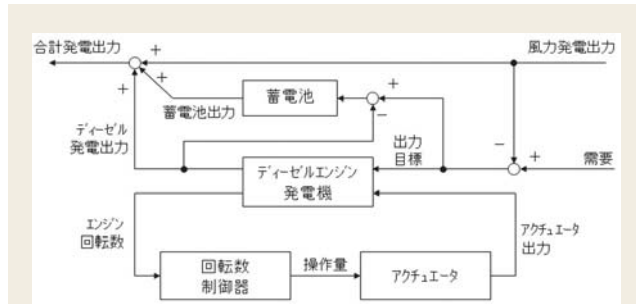 合計発電出力
+
風力発電出力
+
+
蓄電池
+
蓄電池出力
−
ディーゼル
発電出力
出力
目標
−
+
需要
ディーゼルエンジン
発電機
エンジン
回転数
アクチュエータ
出力
回転数
制御器
操作量
アクチュエータ